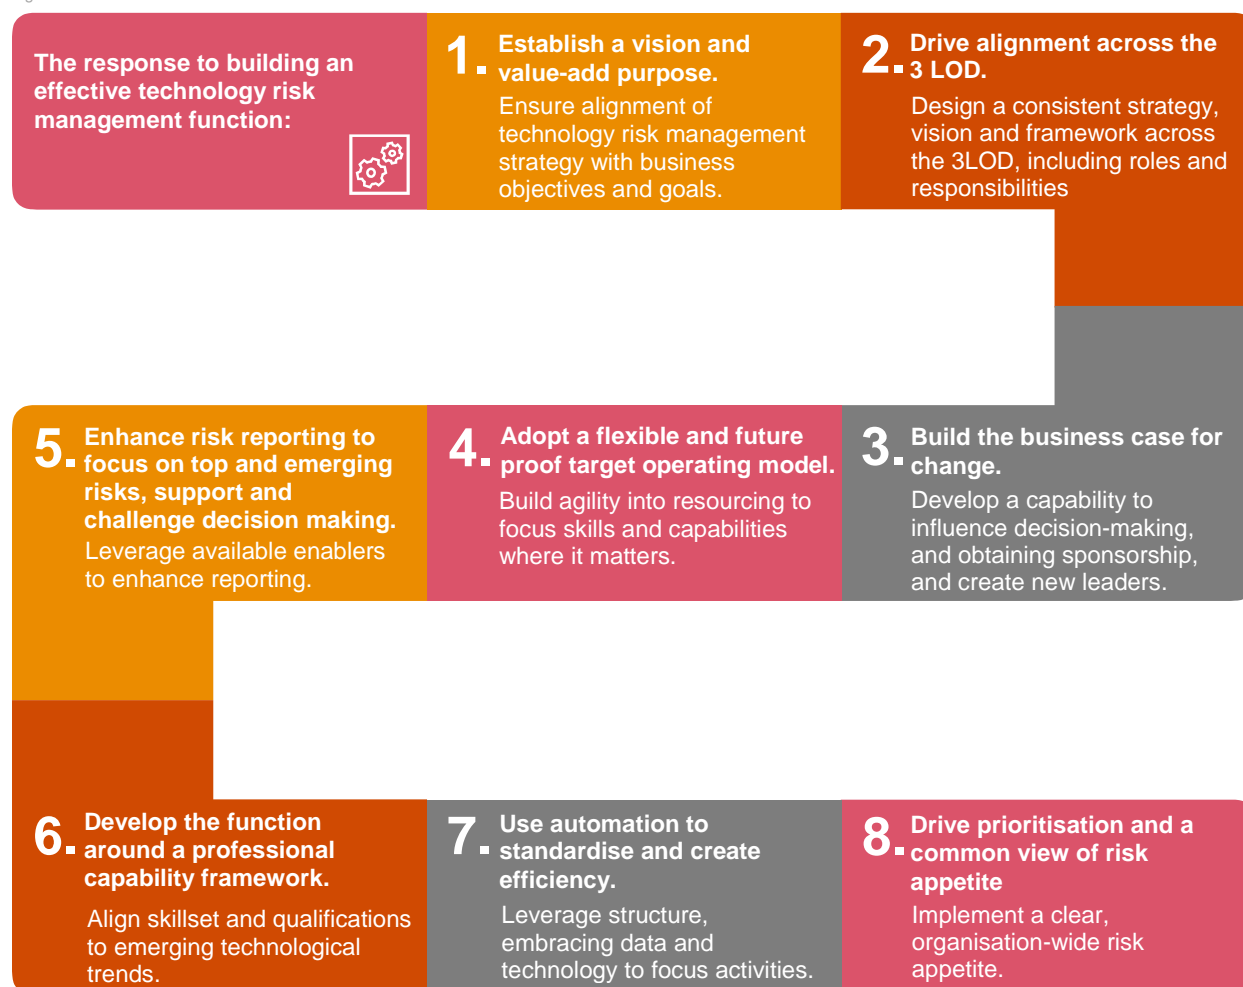 The response to building an
effective technology risk
management function:
1. Establish a vision and
value-add purpose.
Ensure alignment of
technology risk management
strategy with business
objectives and goals.
2. Drive alignment across the
3 LOD.
Design a consistent strategy,
vision and framework across
the 3LOD, including roles and
responsibilities
3. Build the business case for
change.
Develop a capability to
influence decision-making,
and obtaining sponsorship,
and create new leaders.
4. Adopt a flexible and future
proof target operating model.
Build agility into resourcing to
focus skills and capabilities
where it matters.
5. Enhance risk reporting to
focus on top and emerging
risks, support and
challenge decision making.
Leverage available enablers
to enhance reporting.
6. Develop the function
around a professional
capability framework.
Align skillset and qualifications
to emerging technological
trends.
7. Use automation to
standardise and create
efficiency.
Leverage structure,
embracing data and
technology to focus activities.
8. Drive prioritisation and a
common view of risk
appetite
Implement a clear,
organisation-wide risk
appetite.